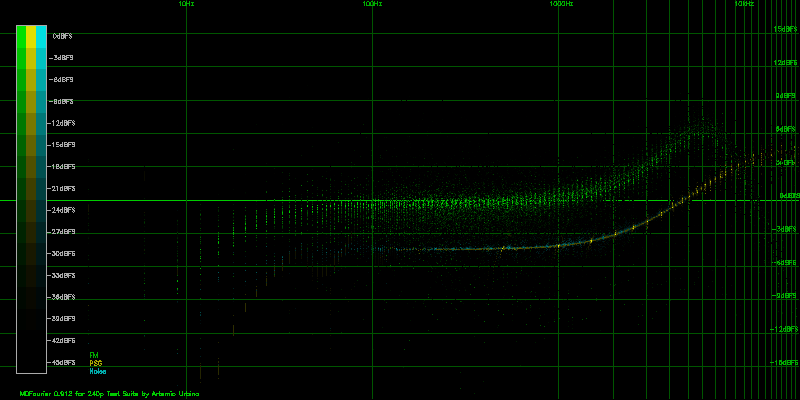 10Hz 100Hz 1000Hz 10kHz
15dBFS
0dBFS
12dBFS
-3dBFS
-6dBFS
9dBFS
-9dBFS
-12dBFS
6dBFS
-15dBFS
3dBFS
-18dBFS
-21dBFS
0dBFS
-24dBFS
-27dBFS
-3dBFS
-30dBFS
-6dBFS
-33dBFS
-36dBFS
-9dBFS
-39dBFS
-12dBFS
-42dBFS
FM
PSG
-45dBFS
-15dBFS
Noise
MDFourier 0.912 for 240p Test Suite by Artemio Urbina